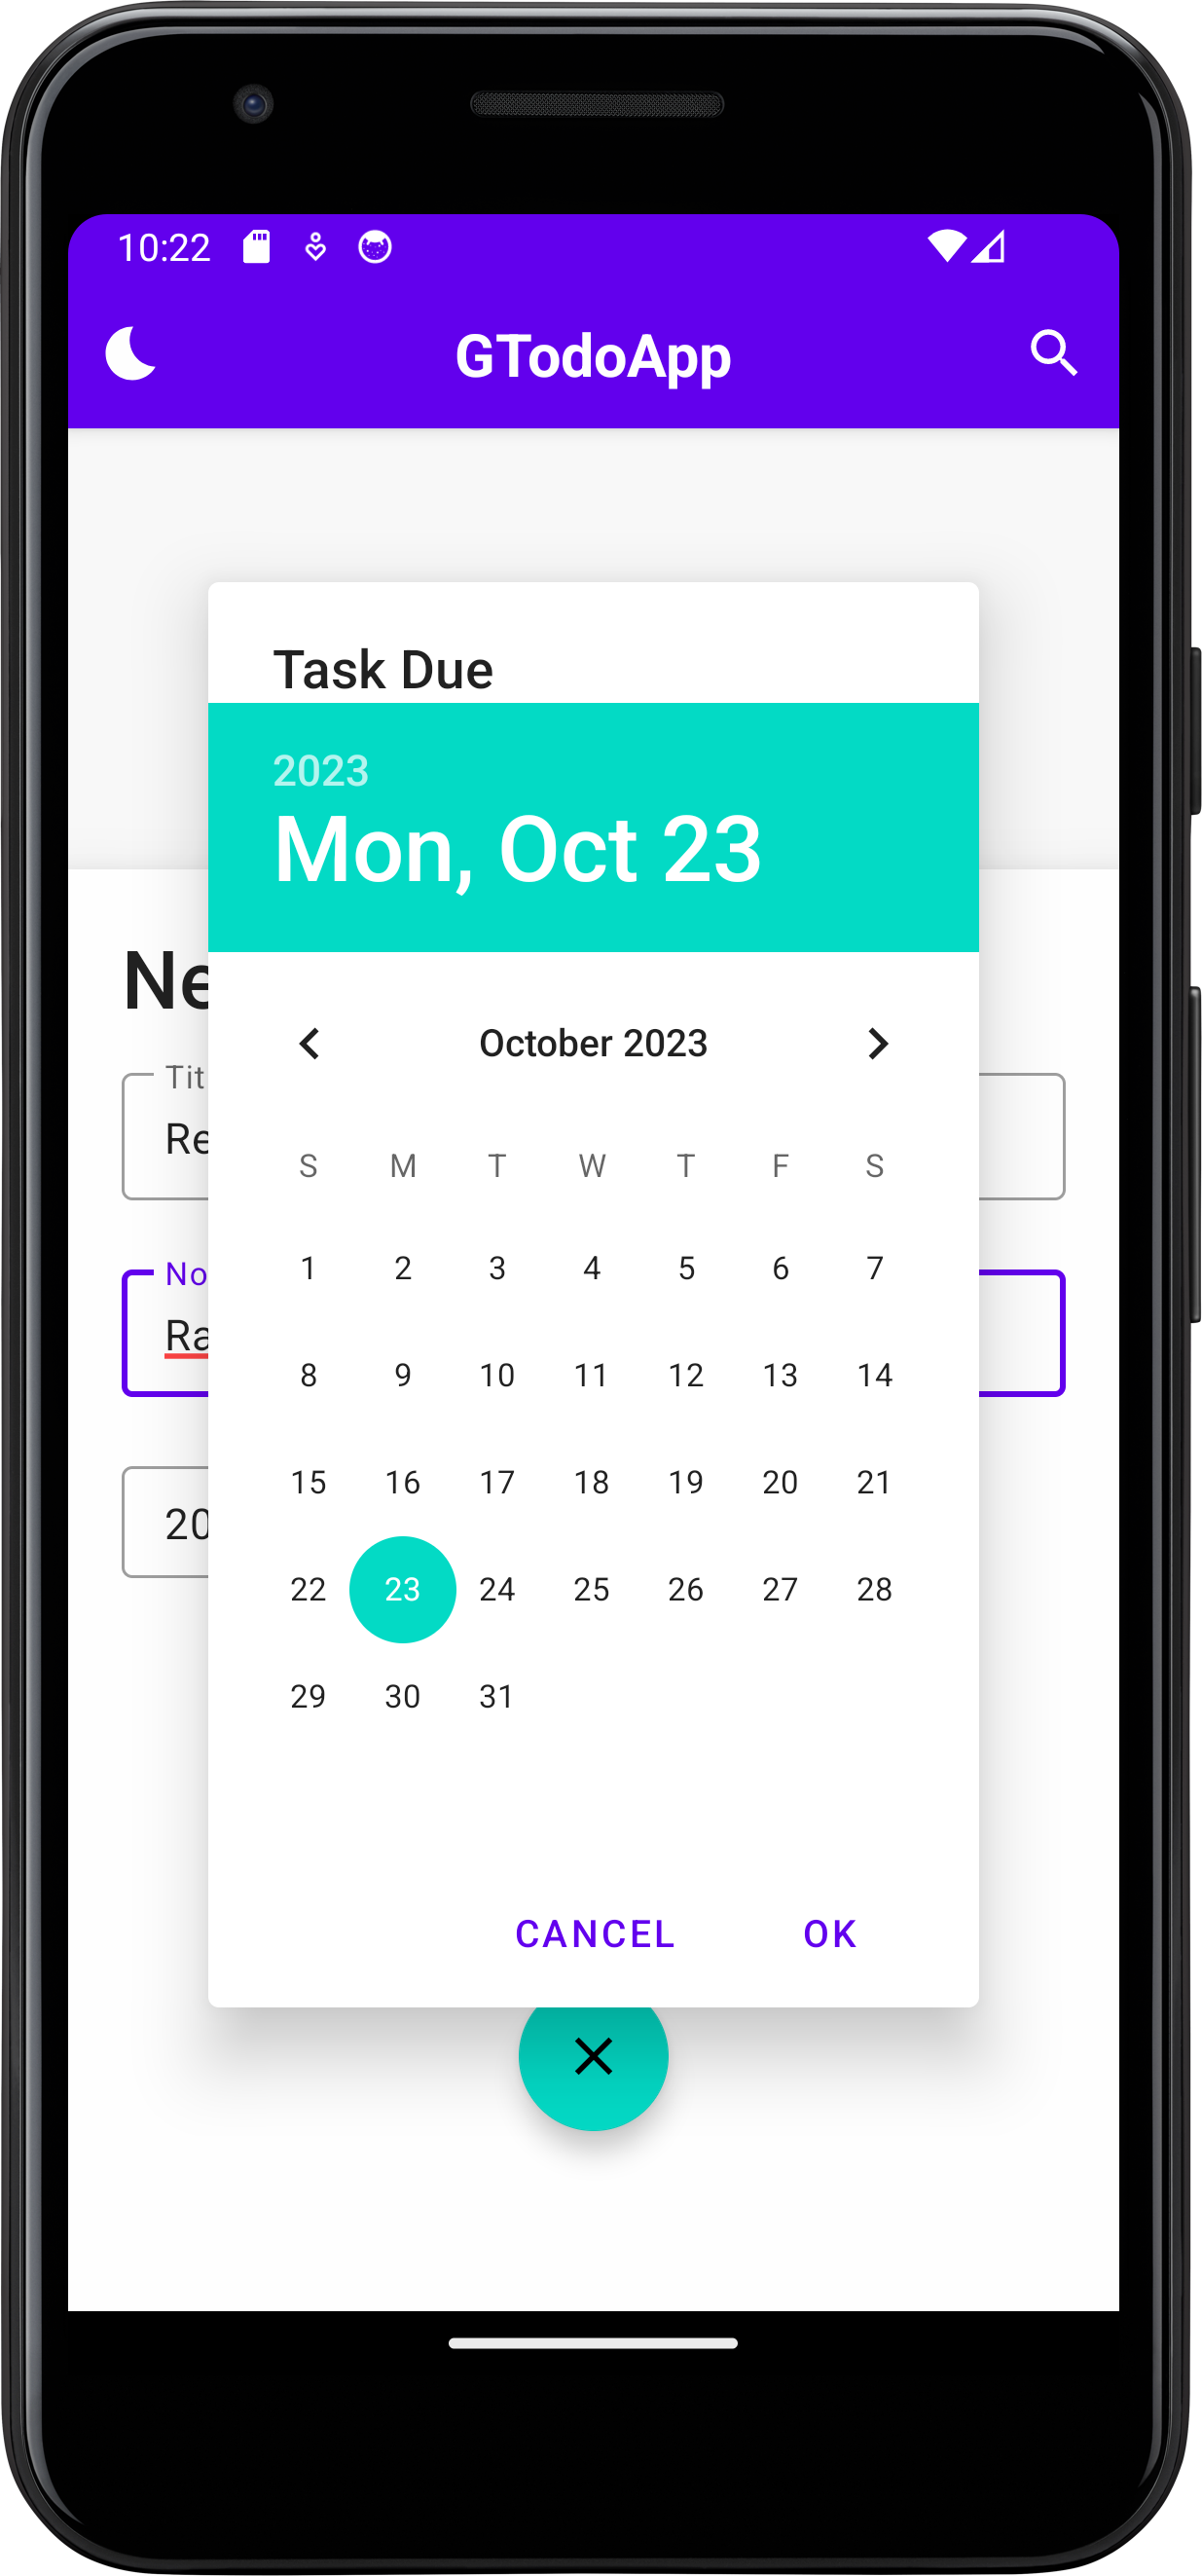 10:22
GTodoApp
Task Due
2023
Mon, Oct 23
Ne
October 2023
Tit
Re
S M T W T F S
1 2 3 4 5 6 7
No
Ra
8 9 10 11 12 13 14
15 16 17 18 19 20 21
20
22 23 24 25 26 27 28
29 30 31
CANCEL OK